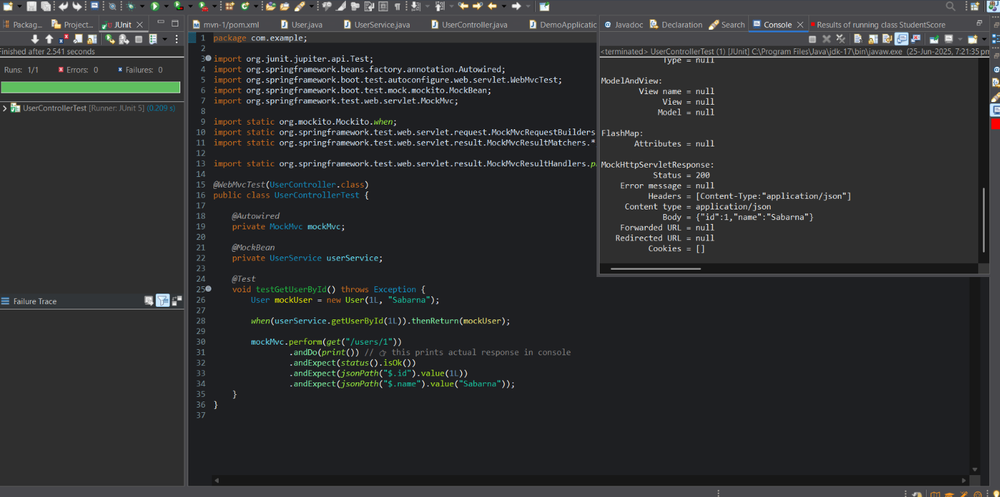 Packag...
Project...
JUnit
Finished after 2.541 seconds
Runs: 1/1
Errors: 0
Failures: 0
UserControllerTest [Runner: JUnit 5] (0.209 s)
Failure Trace
mvn-1/pom.xml
User.java
UserService.java
UserController.java
DemoApplicatic
1 package com.example;
2
3 import org.junit.jupiter.api.Test;
4 import org.springframework.beans.factory.annotation.Autowired;
5 import org.springframework.boot.test.autoconfigure.web.servlet.WebMvcTest;
6 import org.springframework.boot.test.mock.mockito.MockBean;
7 import org.springframework.test.web.servlet.MockMvc;
8
9 import static org.mockito.Mockito.when;
10 import static org.springframework.test.web.servlet.request.MockMvcRequestBuilders
11 import static org.springframework.test.web.servlet.result.MockMvcResultMatchers.*
12
13 import static org.springframework.test.web.servlet.result.MockMvcResultHandlers.p
14
15 @WebMvcTest(UserController.class)
16 public class UserControllerTest {
17
18     @Autowired
19     private MockMvc mockMvc;
20
21     @MockBean
22     private UserService userService;
23
24     @Test
25     void testGetUserById() throws Exception {
26         User mockUser = new User(1L, "Sabarna");
27
28         when(userService.getUserById(1L)).thenReturn(mockUser);
29
30         mockMvc.perform(get("/users/1"))
31                 .andDo(print()) // 👉 this prints actual response in console
32                 .andExpect(status().isOk())
33                 .andExpect(jsonPath("$.id").value(1L))
34                 .andExpect(jsonPath("$.name").value("Sabarna"));
35     }
36 }
37
Javadoc
Declaration
Search
Console
Results of running class StudentScore
<terminated> UserControllerTest (1) [JUnit] C:\Program Files\Java\jdk-17\bin\javaw.exe (25-Jun-2025, 7:21:35 pm
Type = null
ModelAndView:
View name = null
View = null
Model = null
FlashMap:
Attributes = null
MockHttpServletResponse:
Status = 200
Error message = null
Headers = [Content-Type:"application/json"]
Content type = application/json
Body = {"id":1,"name":"Sabarna"}
Forwarded URL = null
Redirected URL = null
Cookies = []